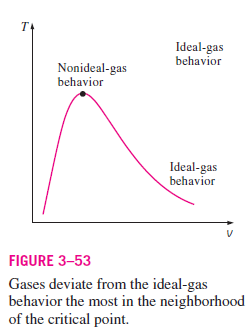 T
Ideal-gas
behavior
Nonideal-gas
behavior
Ideal-gas
behavior
v
FIGURE 3–53
Gases deviate from the ideal-gas
behavior the most in the neighborhood
of the critical point.